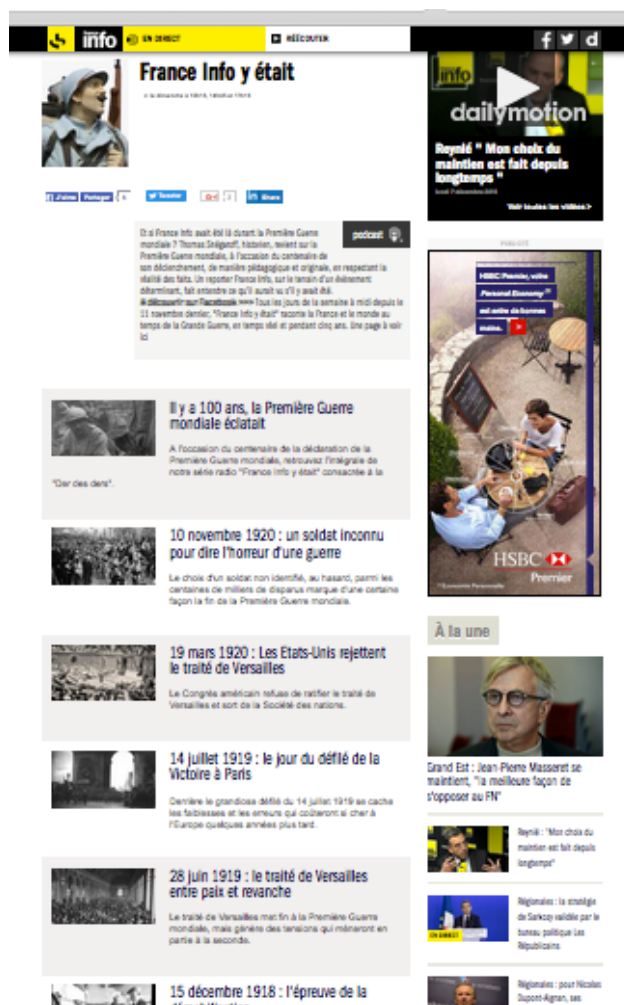 france
info
EN DIRECT
RÉÉCOUTER
France Info y était
J'aime Partager
Tweeter
G+1
in Share
Et si France Info avait été là durant la Première Guerre
mondiale ? Thomas Snégaroff, historien, revient sur la
Première Guerre mondiale, à l'occasion du centenaire de
son déclenchement, de manière pédagogique et originale, en respectant la
réalité des faits. Un reporter France Info, sur le terrain d'un évènement
déterminant, fait entendre ce qu'il aurait vu s'il y avait été.
A découvrir sur Facebook >>> Tous les jours de la semaine à midi depuis le
11 novembre dernier, "France Info y était" raconte la France et le monde au
temps de la Grande Guerre, en temps réel et pendant cinq ans. Une page à voir
ici
podcast
Il y a 100 ans, la Première Guerre
mondiale éclatait
A l'occasion du centenaire de la déclaration de la
Première Guerre mondiale, retrouvez l'intégrale de
notre série radio "France Info y était" consacrée à la
"Der des ders".
10 novembre 1920 : un soldat inconnu
pour dire l'horreur d'une guerre
Le choix d'un soldat non identifié, au hasard, parmi les
centaines de milliers de disparus marque d'une certaine
façon la fin de la Première Guerre mondiale.
19 mars 1920 : Les Etats-Unis rejettent
le traité de Versailles
Le Congrès américain refuse de ratifier le traité de
Versailles et sort de la Société des nations.
14 juillet 1919 : le jour du défilé de la
Victoire à Paris
Derrière le grandiose défilé du 14 juillet 1919 se cache
les faiblesses et les erreurs qui coûteront si cher à
l'Europe quelques années plus tard.
28 juin 1919 : le traité de Versailles
entre paix et revanche
Le traité de Versailles met fin à la Première Guerre
mondiale, mais génère des tensions qui mèneront en
partie à la seconde.
15 décembre 1918 : l'épreuve de la
info
dailymotion
Reynié " Mon choix du
maintien est fait depuis
longtemps "
lundi 7 décembre 2015
Voir toutes les vidéos >
PUBLICITÉ
HSBC Premier, votre
Personal Economy
est entre de bonnes
mains.
HSBC
Premier
* Economie Personnelle
À la une
Grand Est : Jean-Pierre Masseret se
maintient, "la meilleure façon de
s'opposer au FN"
Reynié : "Mon choix du
maintien est fait depuis
longtemps"
EN DIRECT
Régionales : la stratégie
de Sarkozy validée par le
bureau politique Les
Républicains
Régionales : pour Nicolas
Dupont-Aignan, ses